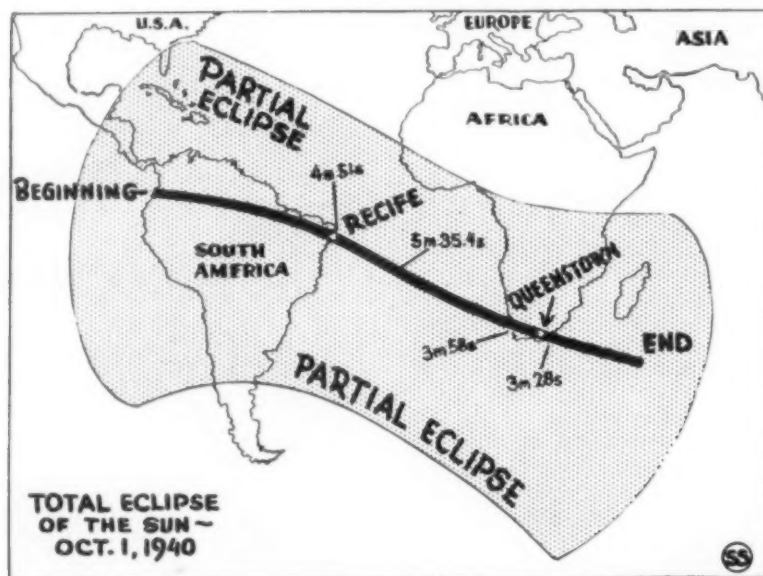 U.S.A.
EUROPE
ASIA
PARTIAL
ECLIPSE
AFRICA
4m 51s
BEGINNING
RECIFE
SOUTH
AMERICA
5m 35.4s
QUEENSTOWN
3m 58s
END
3m 28s
PARTIAL ECLIPSE
TOTAL ECLIPSE
OF THE SUN~
OCT. 1, 1940
SS